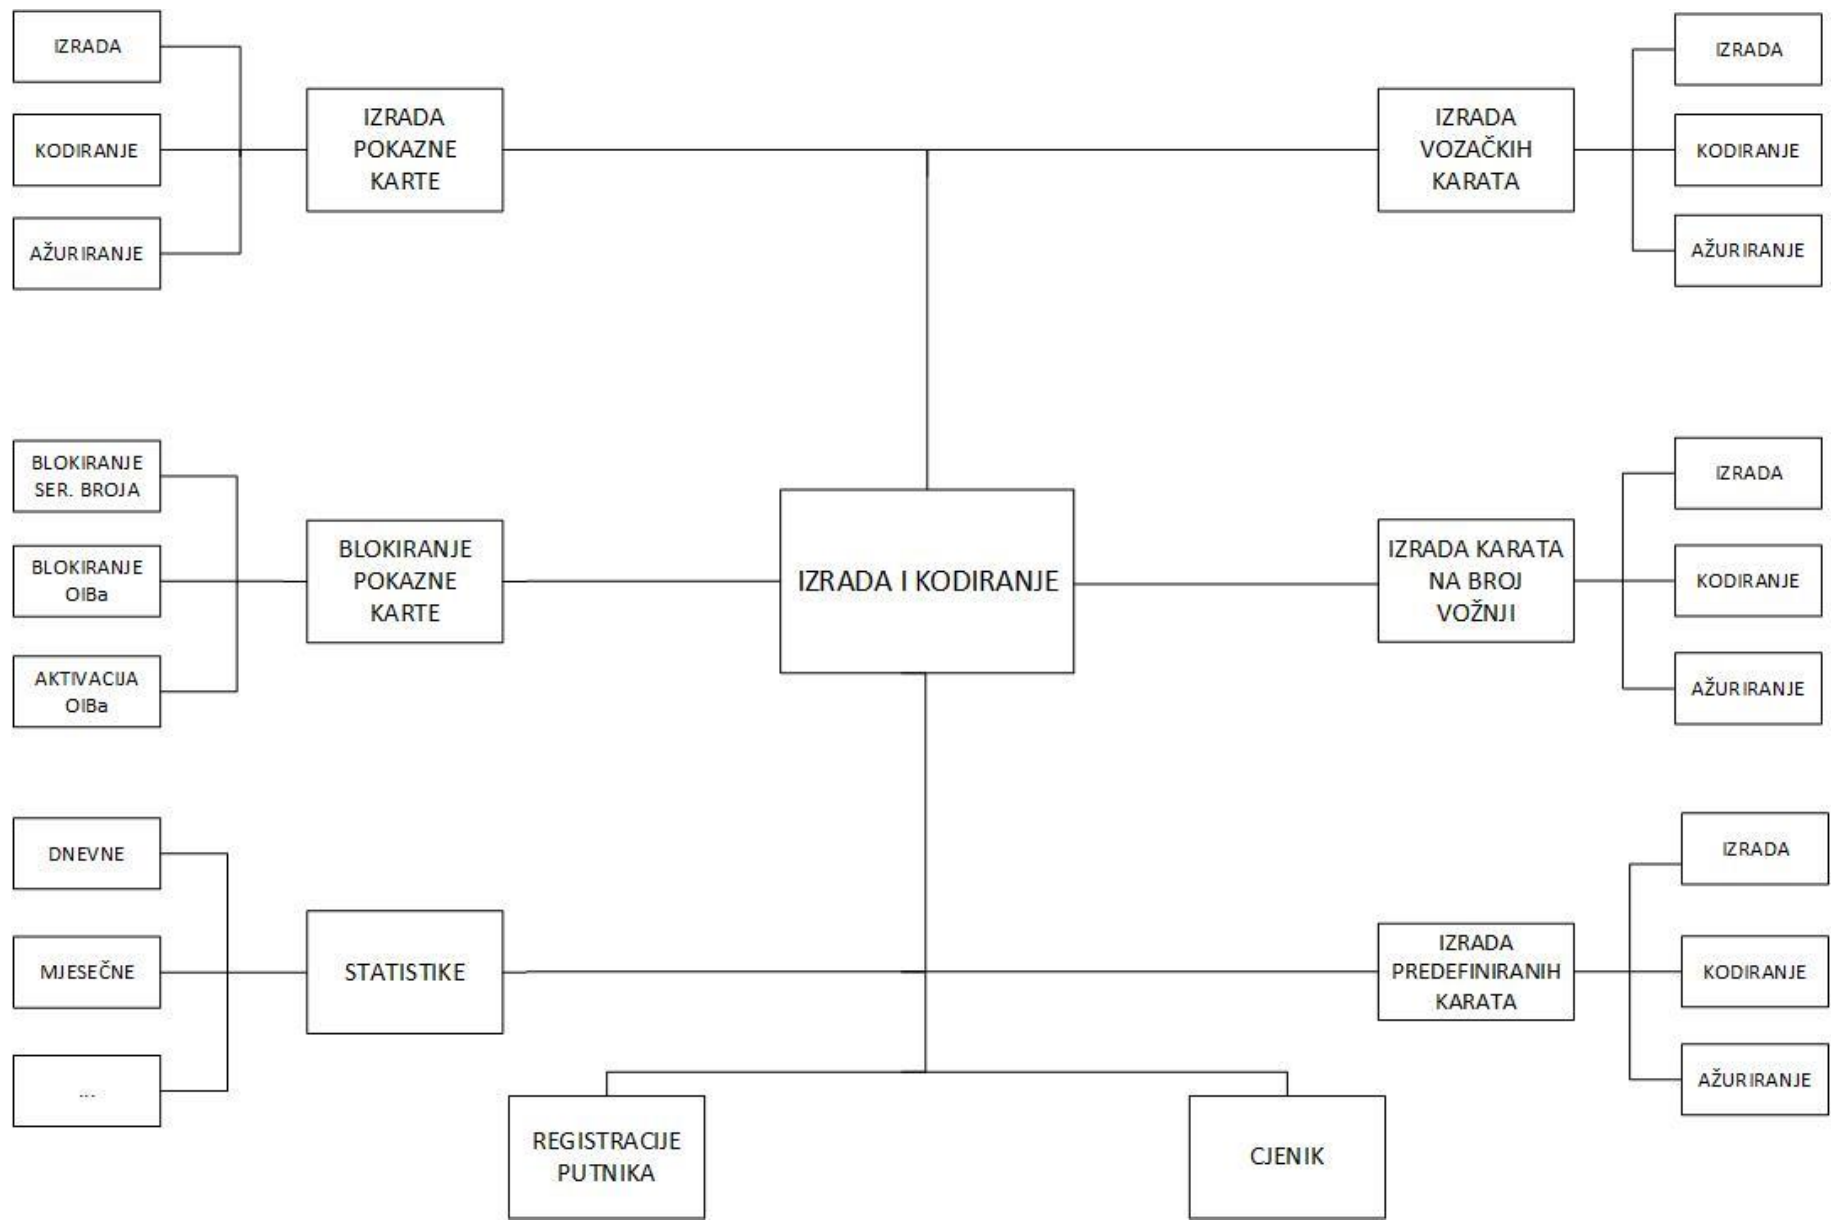 IZRADA
KODIRANJE
AŽURIRANJE
IZRADA
POKAZNE
KARTE
IZRADA
VOZAČKIH
KARATA
IZRADA
KODIRANJE
AŽURIRANJE
BLOKIRANJE
SER. BROJA
BLOKIRANJE
OIBa
AKTIVACIJA
OIBa
BLOKIRANJE
POKAZNE
KARTE
IZRADA I KODIRANJE
IZRADA KARATA
NA BROJ
VOŽNJI
IZRADA
KODIRANJE
AŽURIRANJE
DNEVNE
MJESEČNE
...
STATISTIKE
IZRADA
PREDEFINIRANIH
KARATA
IZRADA
KODIRANJE
AŽURIRANJE
REGISTRACIJE
PUTNIKA
CJENIK